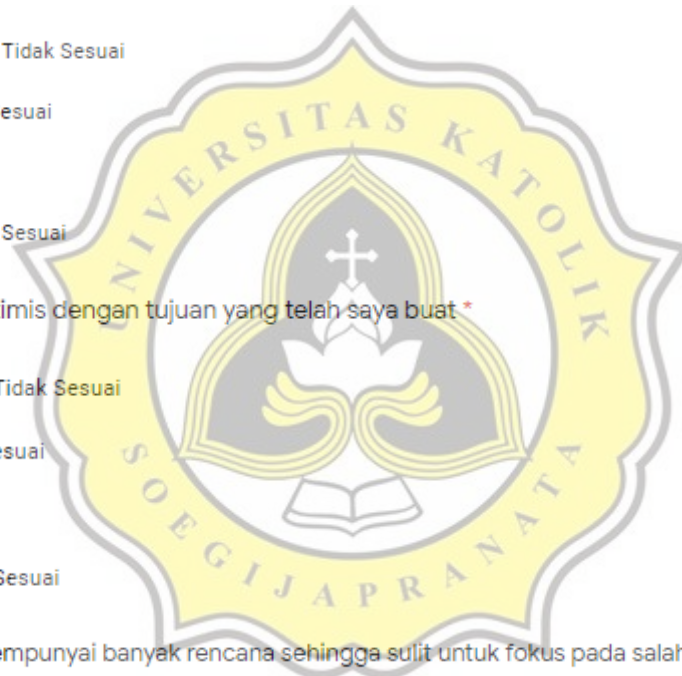 Tidak Sesuai
esuai
Sesuai
imis dengan tujuan yang telah saya buat *
Tidak Sesuai
esuai
Sesuai
empunyai banyak rencana sehingga sulit untuk fokus pada salah
UNIVERSITAS KATOLIK
SOEGIJAPRANATA